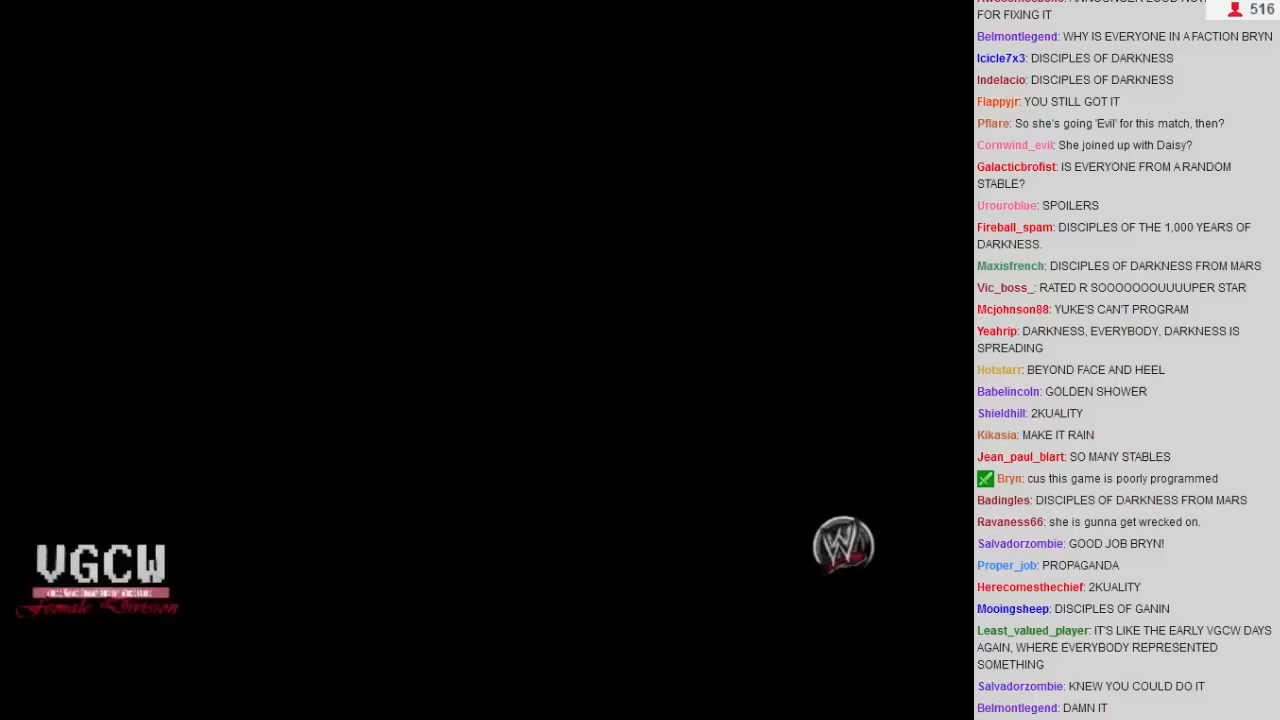 516
FOR FIXING IT
Belmontlegend: WHY IS EVERYONE IN A FACTION BRYN
Icicle7x3: DISCIPLES OF DARKNESS
Indelacio: DISCIPLES OF DARKNESS
Flappyjr: YOU STILL GOT IT
Pflare: So she's going 'Evil' for this match, then?
Cornwind_evil: She joined up with Daisy?
Galacticbrofist: IS EVERYONE FROM A RANDOM
STABLE?
Urouroblue: SPOILERS
Fireball_spam: DISCIPLES OF THE 1,000 YEARS OF
DARKNESS.
Maxisfrench: DISCIPLES OF DARKNESS FROM MARS
Vic_boss_: RATED R SOOOOOOOUUUUPER STAR
Mcjohnson88: YUKE'S CAN'T PROGRAM
Yeahrip: DARKNESS, EVERYBODY, DARKNESS IS
SPREADING
Hotstarr: BEYOND FACE AND HEEL
Babelincoln: GOLDEN SHOWER
Shieldhill: 2KUALITY
Kikasia: MAKE IT RAIN
Jean_paul_blart: SO MANY STABLES
Bryn: cus this game is poorly programmed
Badingles: DISCIPLES OF DARKNESS FROM MARS
Ravaness66: she is gunna get wrecked on.
Salvadorzombie: GOOD JOB BRYN!
Proper_job: PROPAGANDA
Herecomesthechief: 2KUALITY
Mooingsheep: DISCIPLES OF GANIN
Least_valued_player: IT'S LIKE THE EARLY VGCW DAYS
AGAIN, WHERE EVERYBODY REPRESENTED
SOMETHING
Salvadorzombie: KNEW YOU COULD DO IT
Belmontlegend: DAMN IT
VGCW
Female Division
W